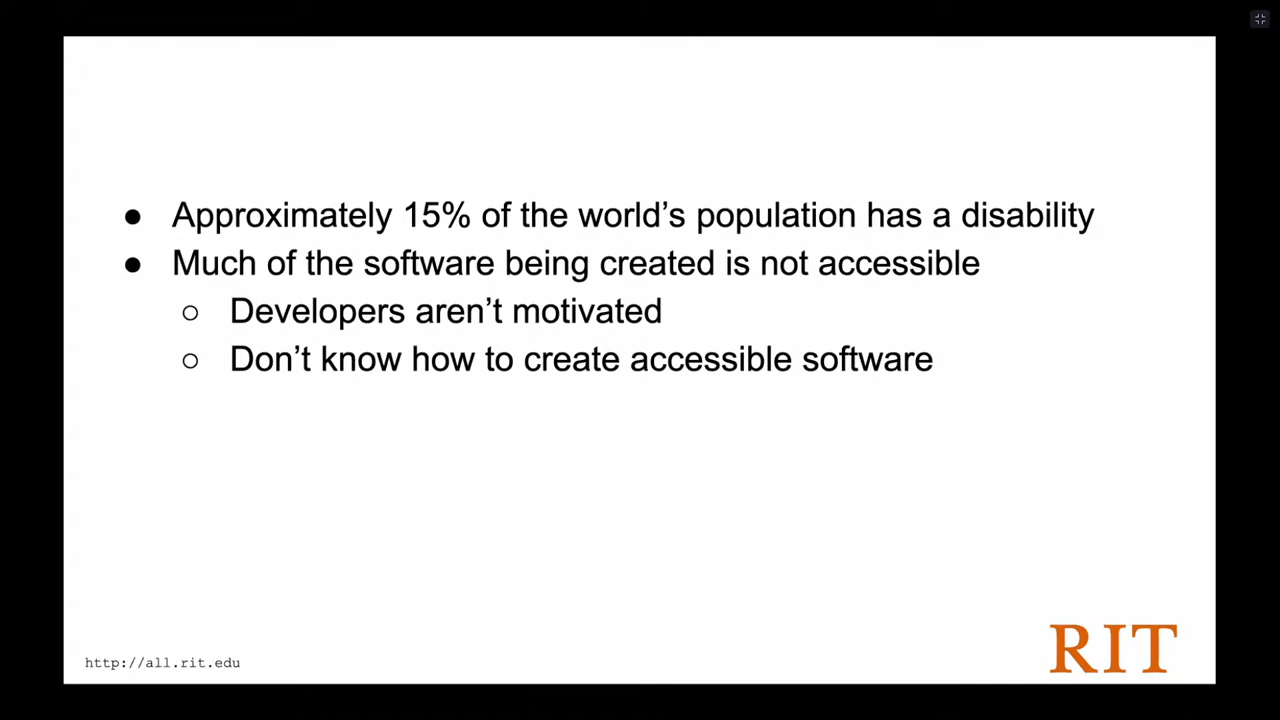 ● Approximately 15% of the world’s population has a disability
● Much of the software being created is not accessible
○ Developers aren’t motivated
○ Don’t know how to create accessible software
http://all.rit.edu
RIT